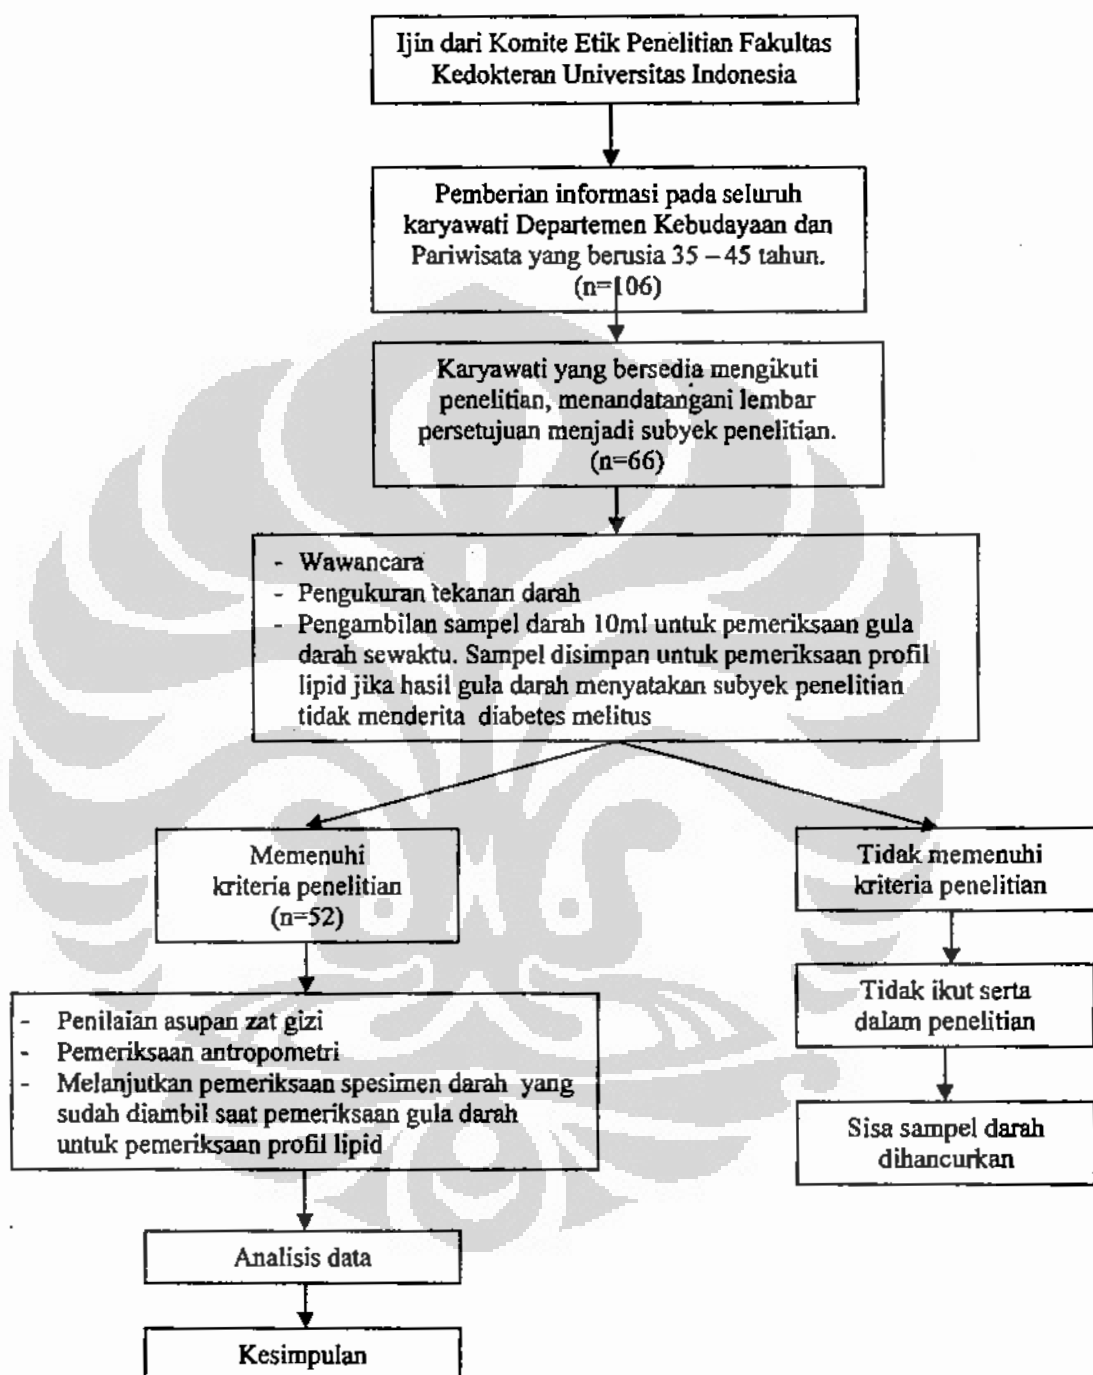 Ijin dari Komite Etik Penelitian Fakultas
Kedokteran Universitas Indonesia
Pemberian informasi pada seluruh
karyawati Departemen Kebudayaan dan
Pariwisata yang berusia 35 – 45 tahun.
(n=106)
Karyawati yang bersedia mengikuti
penelitian, menandatangani lembar
persetujuan menjadi subyek penelitian.
(n=66)
- Wawancara
- Pengukuran tekanan darah
- Pengambilan sampel darah 10ml untuk pemeriksaan gula
darah sewaktu. Sampel disimpan untuk pemeriksaan profil
lipid jika hasil gula darah menyatakan subyek penelitian
tidak menderita diabetes melitus
Memenuhi
kriteria penelitian
(n=52)
Tidak memenuhi
kriteria penelitian
Tidak ikut serta
dalam penelitian
Sisa sampel darah
dihancurkan
- Penilaian asupan zat gizi
- Pemeriksaan antropometri
- Melanjutkan pemeriksaan spesimen darah yang
sudah diambil saat pemeriksaan gula darah
untuk pemeriksaan profil lipid
Analisis data
Kesimpulan